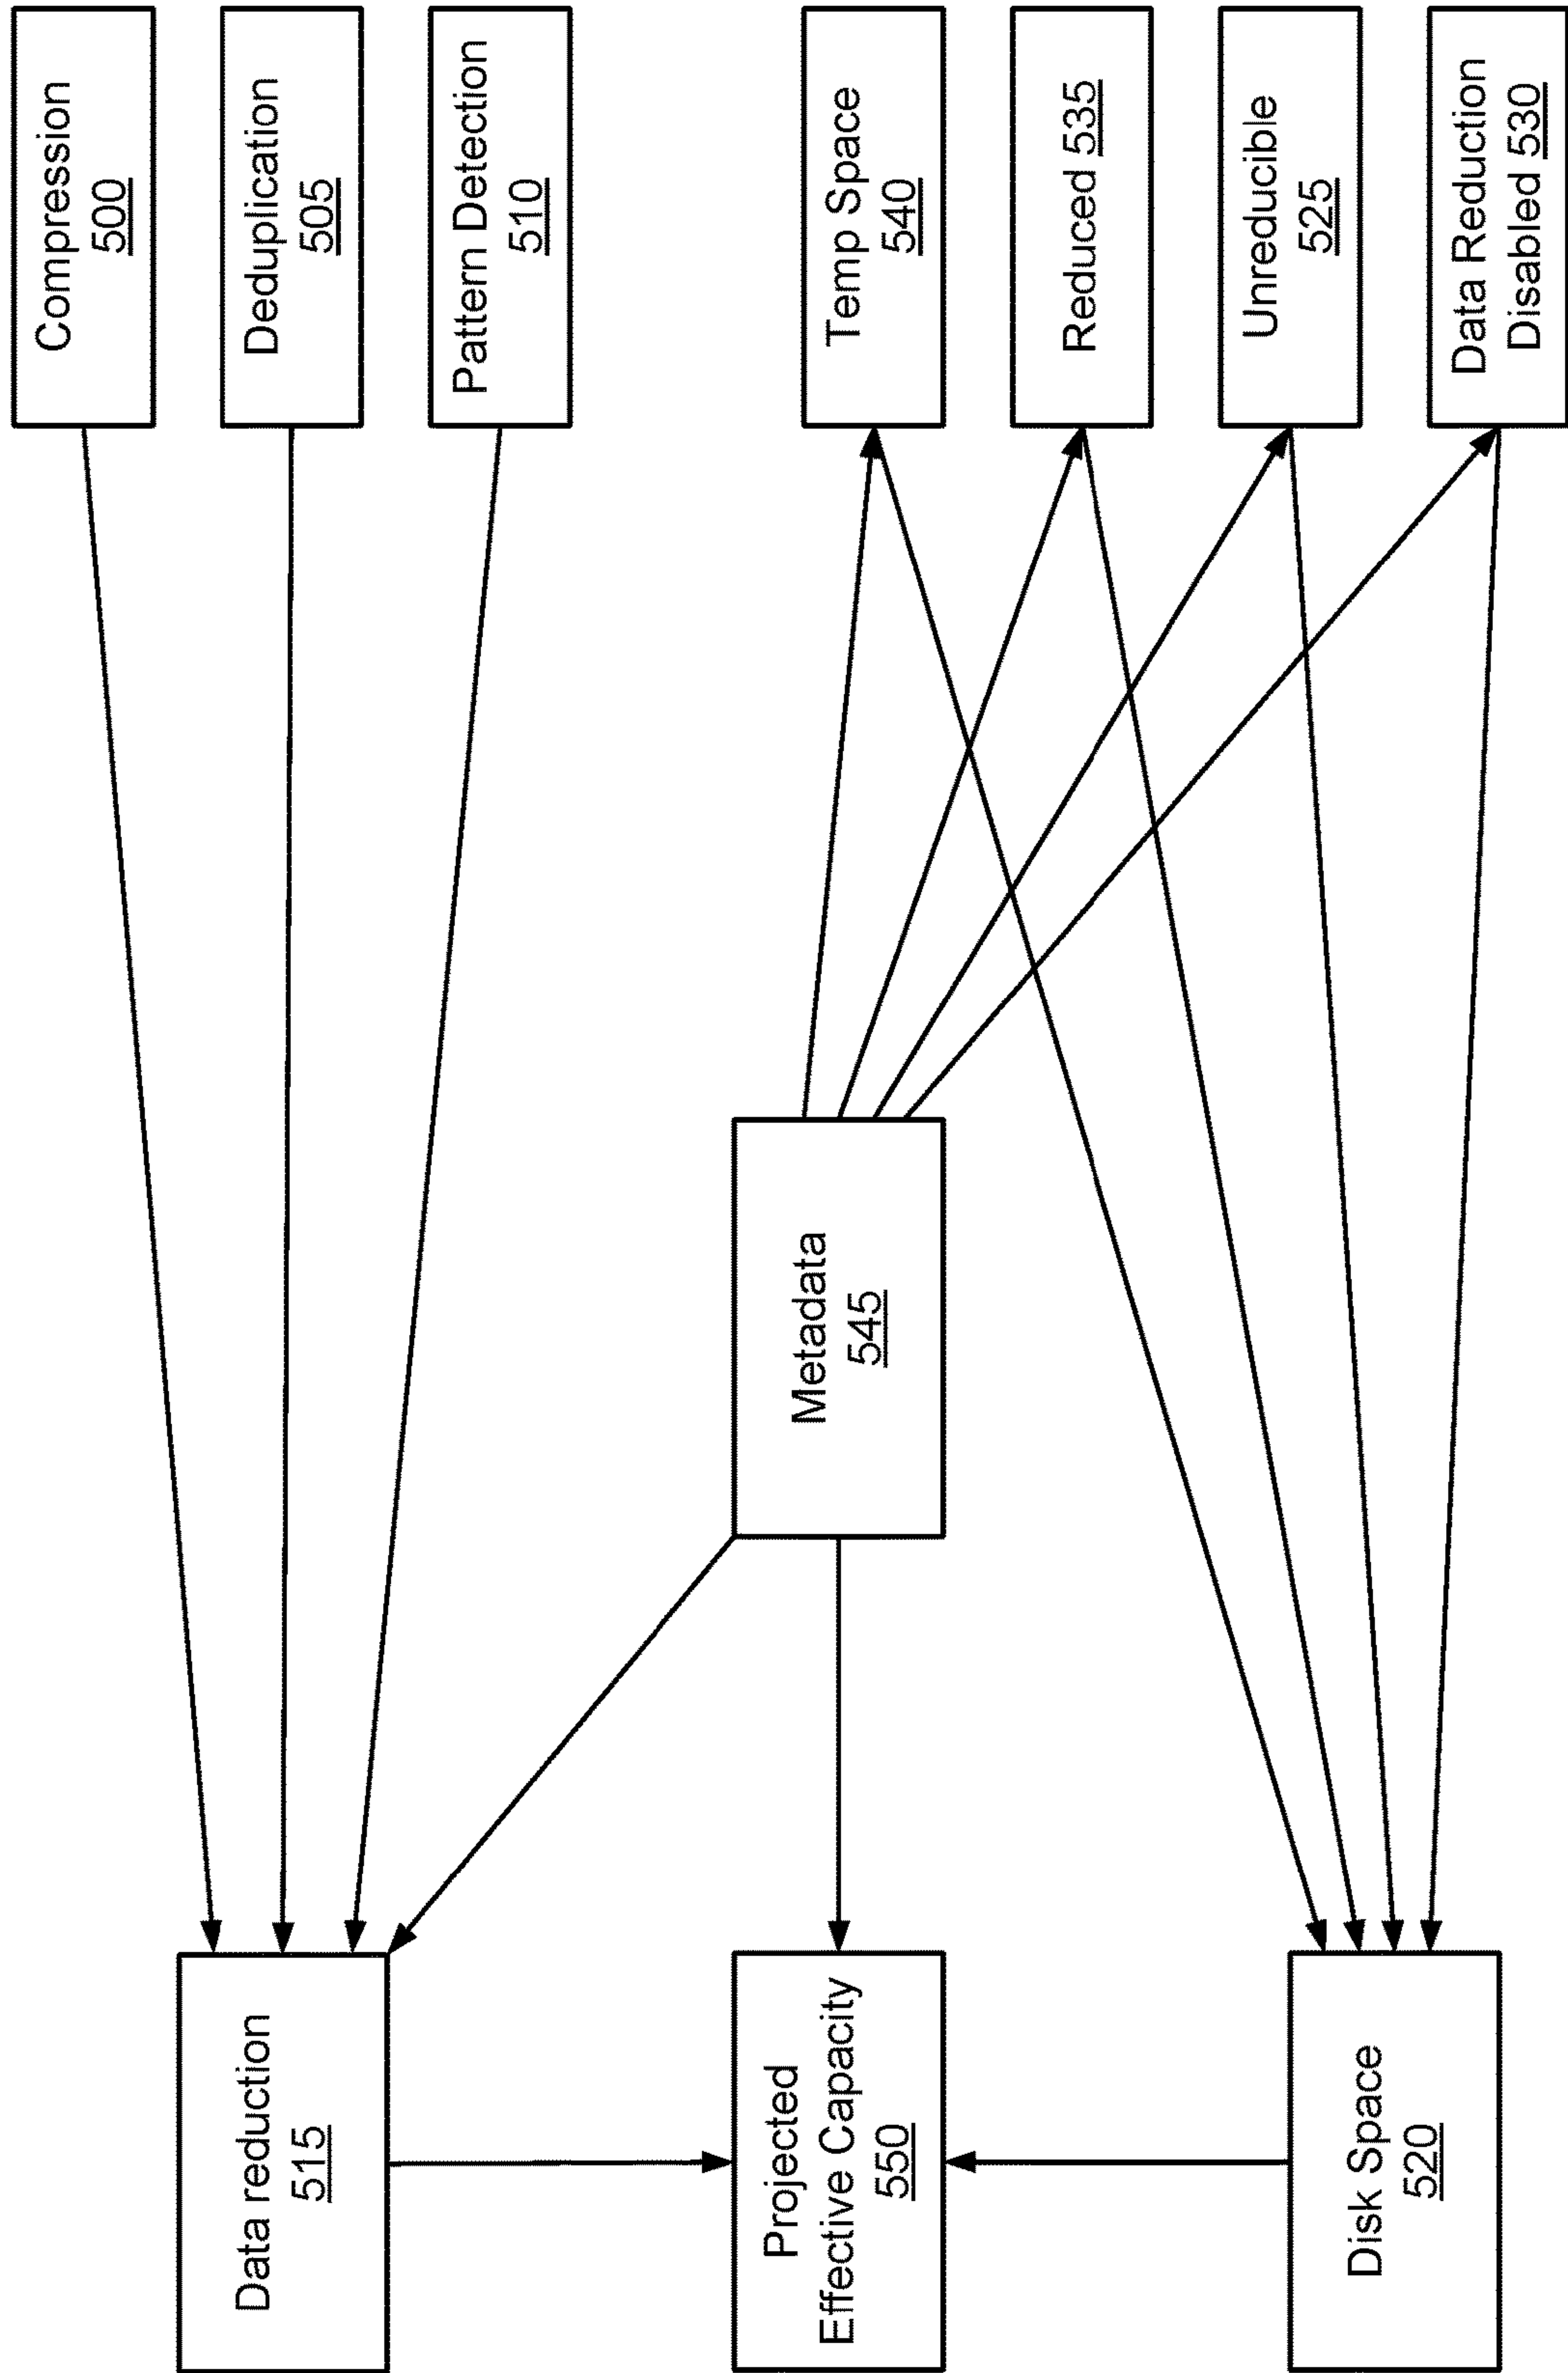 Compression
500
Deduplication
505
Pattern Detection
510
Data reduction
515
Metadata
545
Projected
Effective Capacity
550
Temp Space
540
Reduced 535
Unreducible
525
Data Reduction
Disabled 530
Disk Space
520